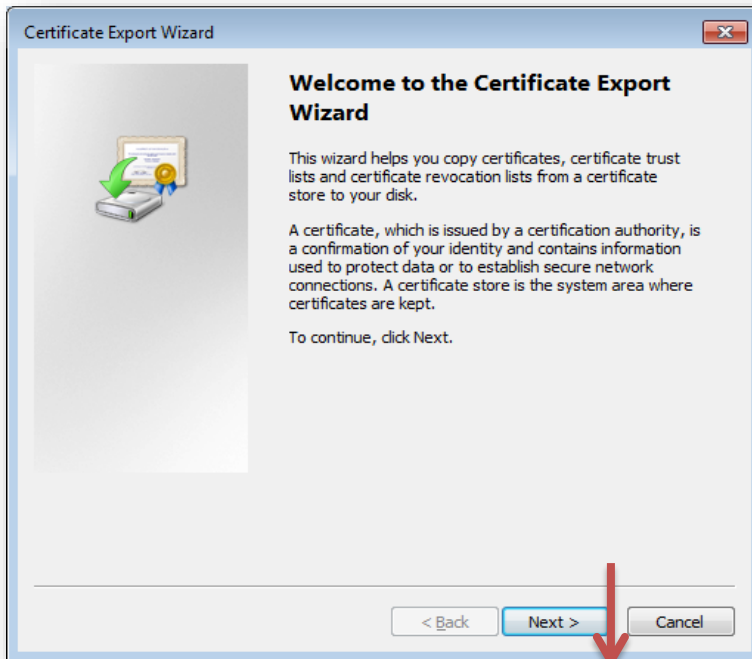 Certificate Export Wizard
Welcome to the Certificate Export
Wizard
This wizard helps you copy certificates, certificate trust
lists and certificate revocation lists from a certificate
store to your disk.
A certificate, which is issued by a certification authority, is
a confirmation of your identity and contains information
used to protect data or to establish secure network
connections. A certificate store is the system area where
certificates are kept.
To continue, click Next.
< Back
Next >
Cancel